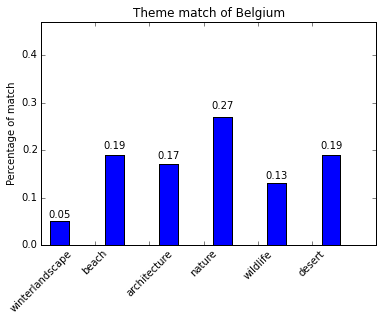 Theme match of Belgium
Percentage of match
0.4
0.3
0.2
0.1
0.0
0.05
0.19
0.17
0.27
0.13
0.19
winterlandscape
beach
architecture
nature
wildlife
desert